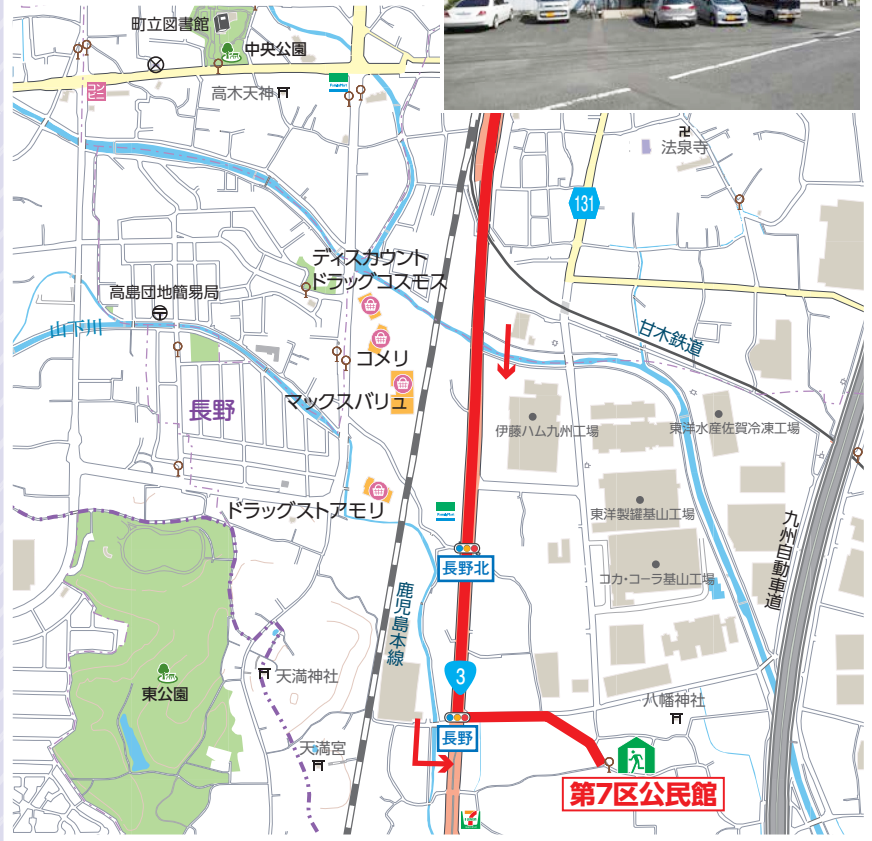 町立図書館
中央公園
コン
ビニ
高木天神
FamilyMart
法泉寺
131
ディスカウント
ドラッグコスモス
高島団地簡易局
山下川
コメリ
甘木鉄道
マックスバリュ
長野
伊藤ハム九州工場
東洋水産佐賀冷凍工場
ドラッグストアモリ
FamilyMart
東洋製罐基山工場
九州自動車道
長野北
コカ・コーラ基山工場
鹿児島本線
3
天満神社
東公園
八幡神社
長野
天満宮
第7区公民館